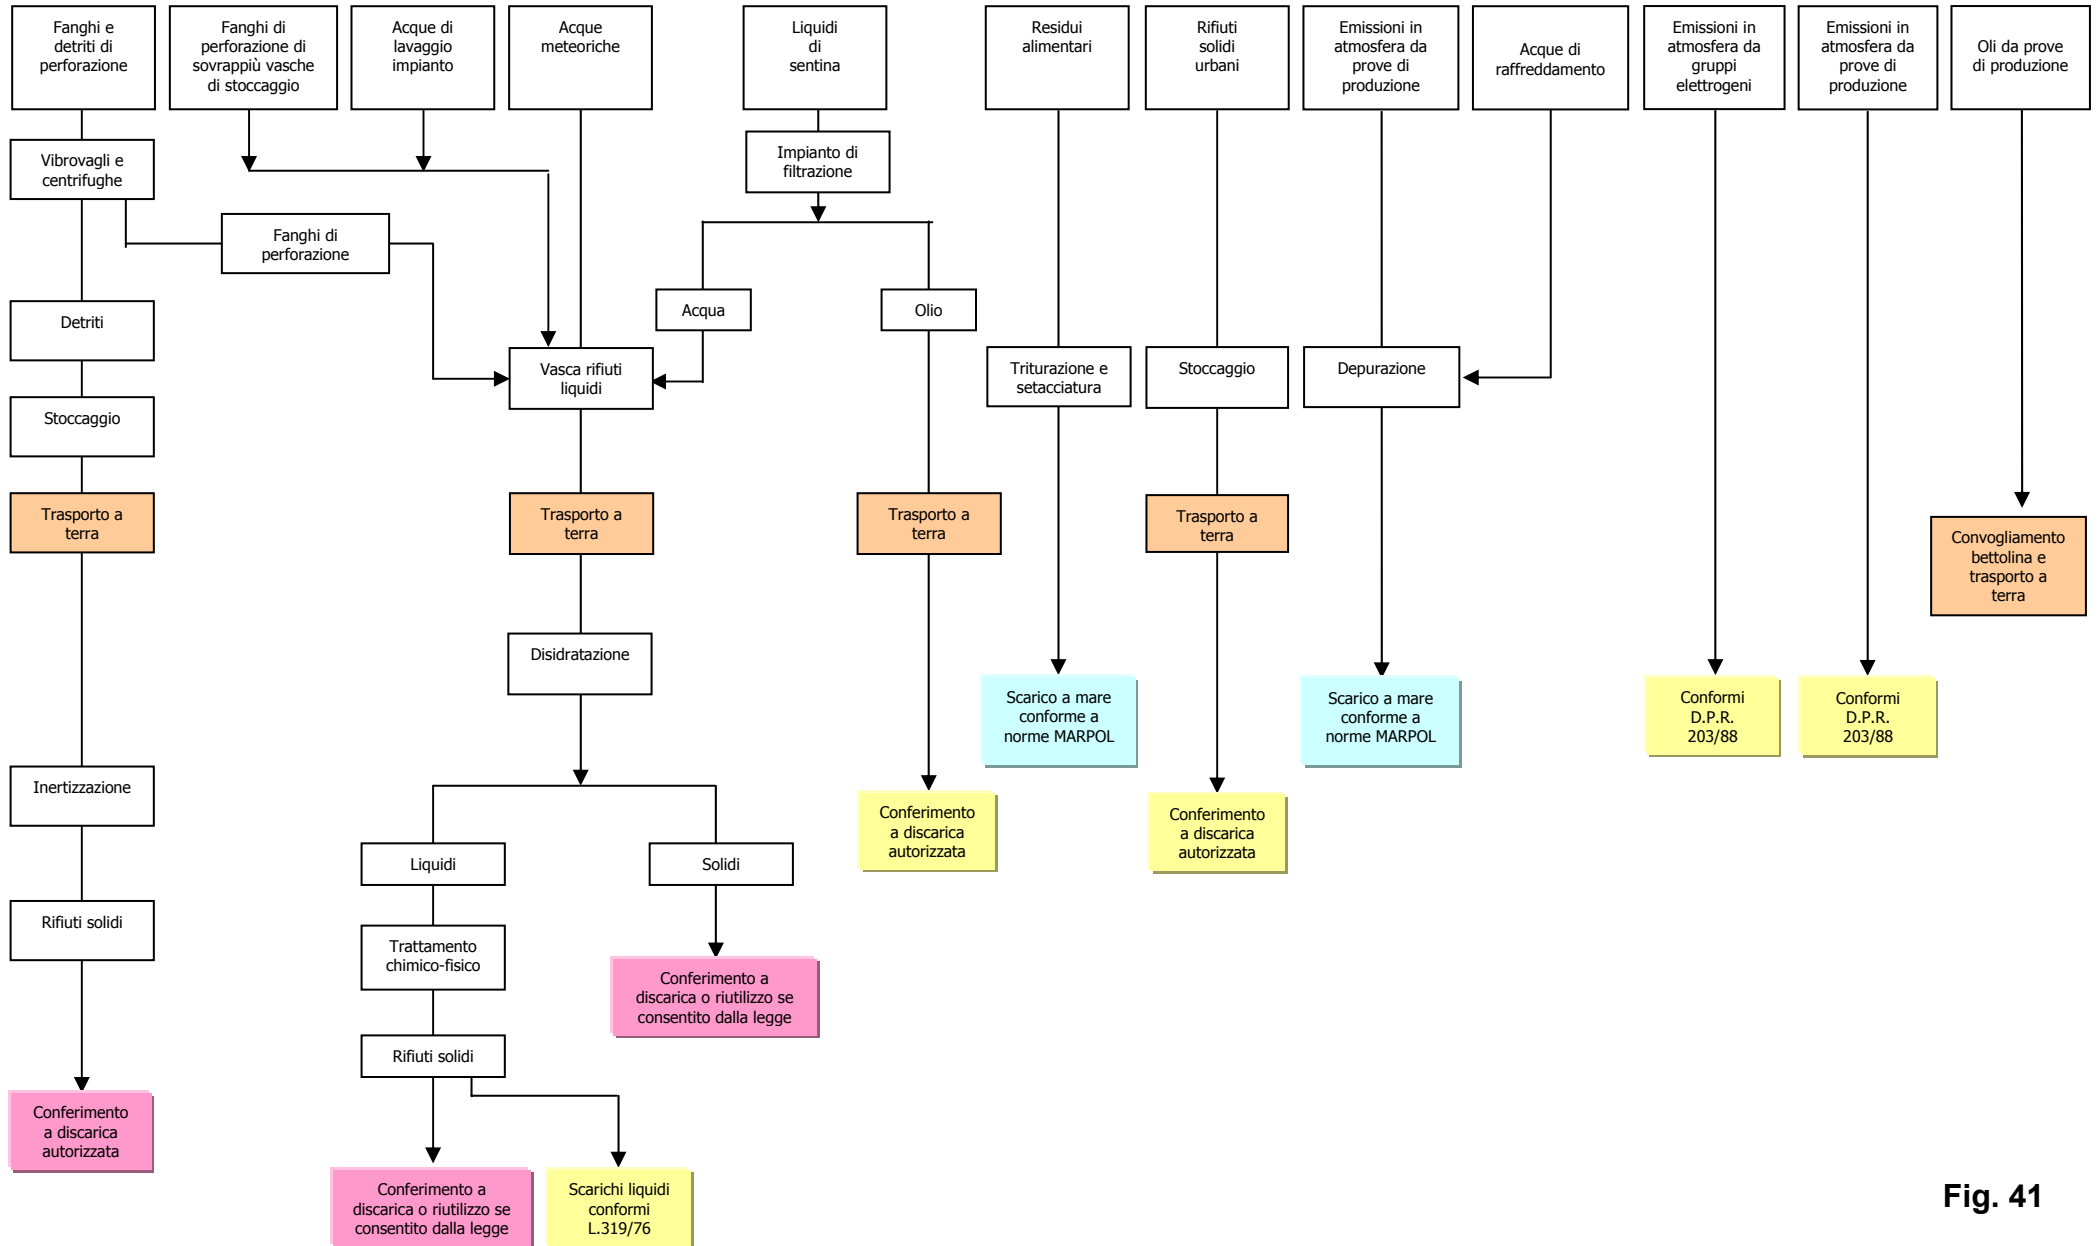 Fanghi e
detriti di
perforazione
Fanghi di
perforazione di
sovrappiù vasche
di stoccaggio
Acque di
lavaggio
impianto
Acque
meteoriche
Liquidi
di
sentina
Residui
alimentari
Rifiuti
solidi
urbani
Emissioni in
atmosfera da
prove di
produzione
Acque di
raffreddamento
Emissioni in
atmosfera da
gruppi
elettrogeni
Emissioni in
atmosfera da
prove di
produzione
Oli da prove
di produzione
Vibrovagli e
centrifughe
Impianto di
filtrazione
Fanghi di
perforazione
Detriti
Acqua
Olio
Vasca rifiuti
liquidi
Triturazione e
setacciatura
Stoccaggio
Depurazione
Stoccaggio
Trasporto a
terra
Trasporto a
terra
Trasporto a
terra
Trasporto a
terra
Convogliamento
bettolina e
trasporto a
terra
Disidratazione
Scarico a mare
conforme a
norme MARPOL
Scarico a mare
conforme a
norme MARPOL
Conformi
D.P.R.
203/88
Conformi
D.P.R.
203/88
Inertizzazione
Conferimento
a discarica
autorizzata
Conferimento
a discarica
autorizzata
Liquidi
Solidi
Rifiuti solidi
Trattamento
chimico-fisico
Conferimento a
discarica o riutilizzo se
consentito dalla legge
Rifiuti solidi
Conferimento
a discarica
autorizzata
Conferimento a
discarica o riutilizzo se
consentito dalla legge
Scarichi liquidi
conformi
L.319/76
Fig. 41